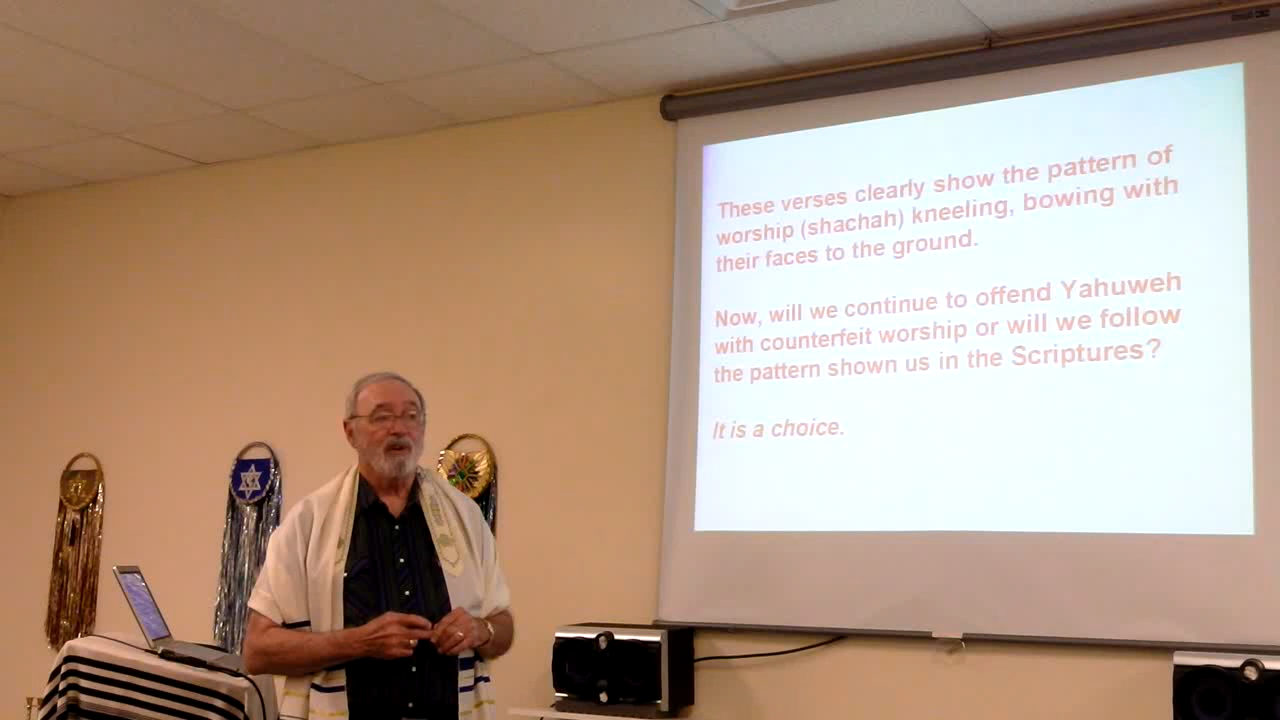 These verses clearly show the pattern of
worship (shachah) kneeling, bowing with
their faces to the ground.
Now, will we continue to offend Yahuweh
with counterfeit worship or will we follow
the pattern shown us in the Scriptures?
It is a choice.